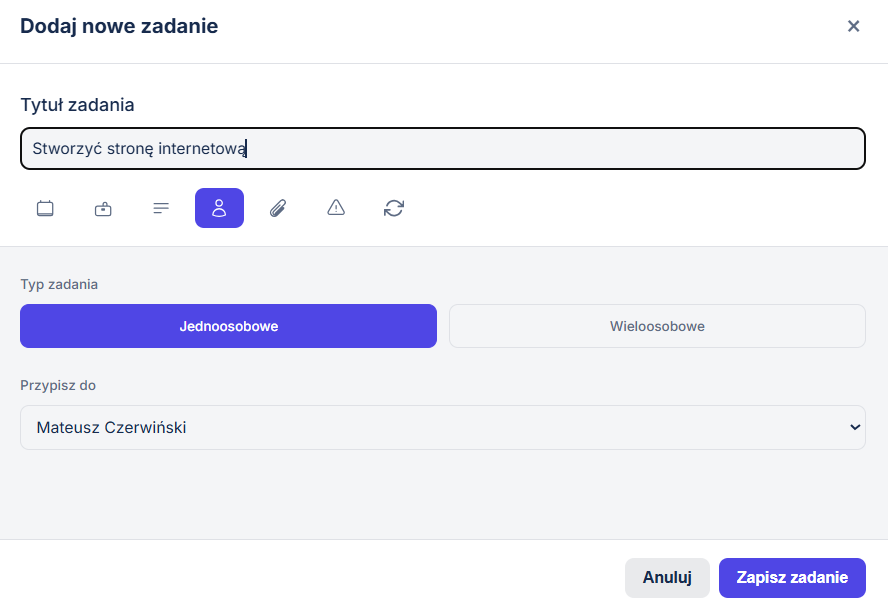 Dodaj nowe zadanie
Tytuł zadania
Stworzyć stronę internetową
Typ zadania
Jednoosobowe
Wieloosobowe
Przypisz do
Mateusz Czerwiński
Anuluj
Zapisz zadanie